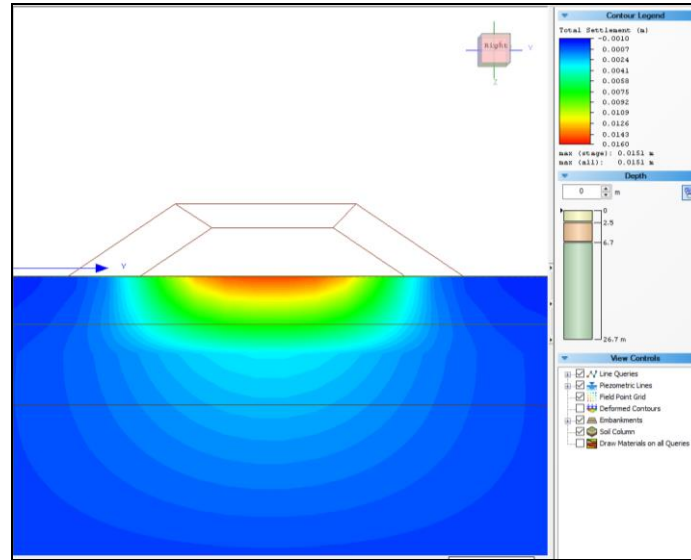 Right
Y
Z
Y
Contour Legend
Total Settlement (m)
-0.0010
0.0007
0.0024
0.0041
0.0058
0.0075
0.0092
0.0109
0.0126
0.0143
0.0160
max (stage): 0.0151 m
max (all): 0.0151 m
Depth
0 m
0
2.5
6.7
26.7 m
View Controls
Line Queries
Piezometric Lines
Field Point Grid
Deformed Contours
Embankments
Soil Column
Draw Materials on all Queries